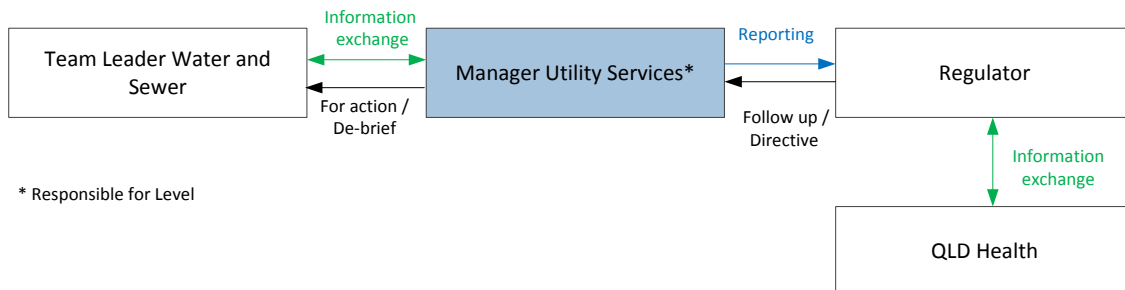 Information
exchange
Reporting
Team Leader Water and
Sewer
Manager Utility Services*
Regulator
For action /
De-brief
Follow up /
Directive
Information
exchange
* Responsible for Level
QLD Health